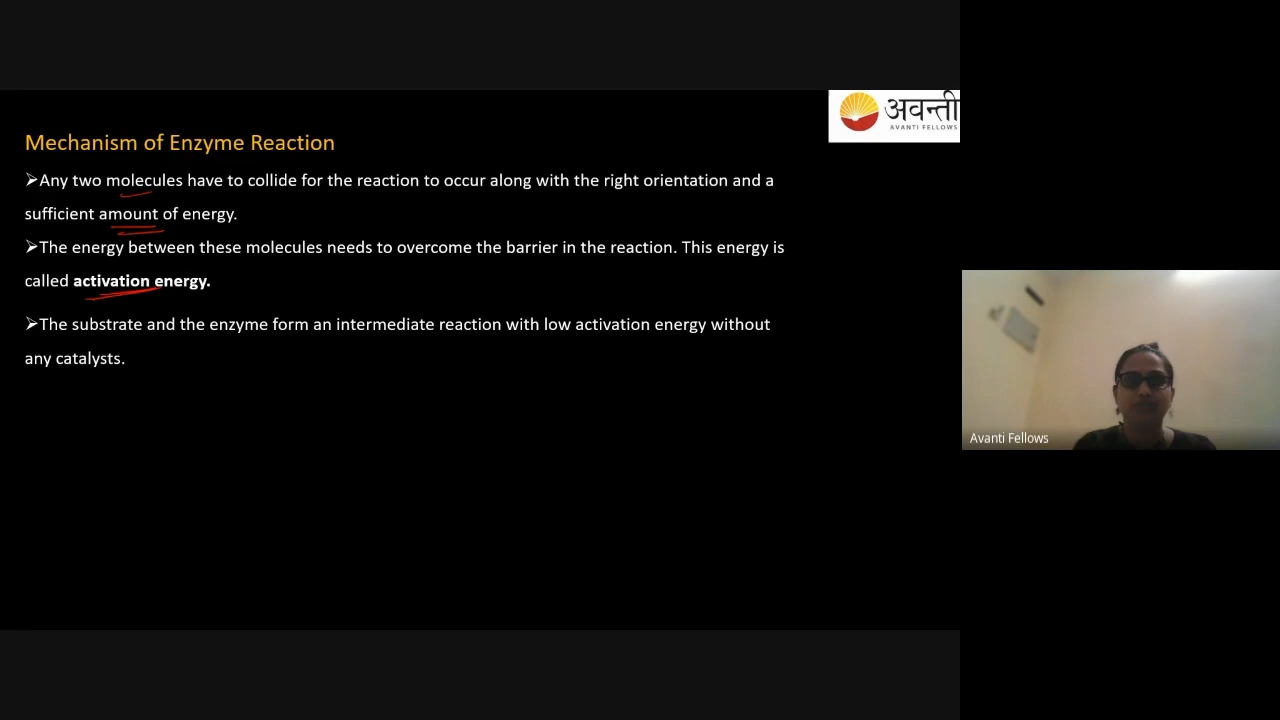 अवन्ती
AVANTI FELLOWS
Mechanism of Enzyme Reaction
➢Any two molecules have to collide for the reaction to occur along with the right orientation and a
sufficient amount of energy.
➢The energy between these molecules needs to overcome the barrier in the reaction. This energy is
called activation energy.
➢The substrate and the enzyme form an intermediate reaction with low activation energy without
any catalysts.
Avanti Fellows